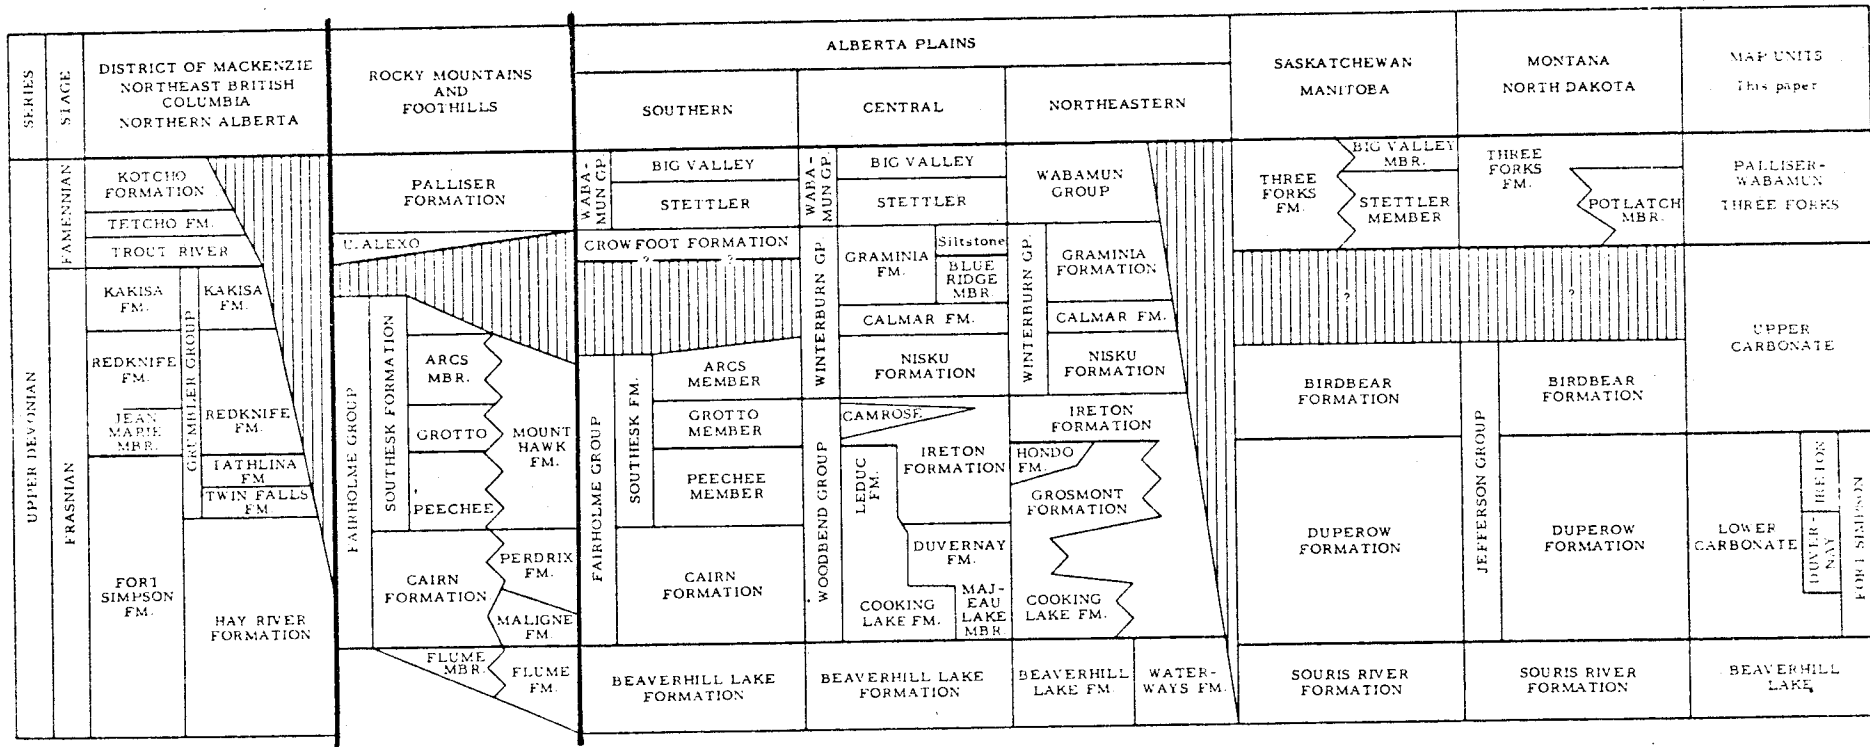 SERIES
STAGE
DISTRICT OF MACKENZIE
NORTHEAST BRITISH
COLUMBIA
NORTHERN ALBERTA
ROCKY MOUNTAINS
AND
FOOTHILLS
ALBERTA PLAINS
SOUTHERN
CENTRAL
NORTHEASTERN
SASKATCHEWAN
MANITOBA
MONTANA
NORTH DAKOTA
MAP UNITS
This paper
UPPER DEVONIAN
FAMENNIAN
FRASNIAN
KOTCHO
FORMATION
TETCHO FM.
TROUT RIVER
KAKISA
FM.
REDKNIFE
FM.
JEAN
MARIE
MBR.
FORT
SIMPSON
FM.
GRUMBLER GROUP
KAKISA
FM.
REDKNIFE
FM.
TATHLINA
FM
TWIN FALLS
FM.
HAY RIVER
FORMATION
PALLISER
FORMATION
U. ALEXO
FAIRHOLME GROUP
SOUTHESK FORMATION
ARCS
MBR.
GROTTO
PEECHEE
MOUNT
HAWK
FM.
CAIRN
FORMATION
PERDRIX
FM.
MALIGNE
FM.
FLUME
MBR.
FLUME
FM.
WABA-
MUN GP.
BIG VALLEY
STETTLER
CROWFOOT FORMATION
? ?
FAIRHOLME GROUP
SOUTHESK FM.
ARCS
MEMBER
GROTTO
MEMBER
PEECHEE
MEMBER
CAIRN
FORMATION
BEAVERHILL LAKE
FORMATION
WABA-
MUN GP.
BIG VALLEY
STETTLER
WINTERBURN GP.
GRAMINIA
FM.
Siltstone
BLUE
RIDGE
MBR.
CALMAR FM.
NISKU
FORMATION
WOODBEND GROUP
CAMROSE
LEDUC
FM.
IRETON
FORMATION
DUVERNAY
FM.
COOKING
LAKE FM.
MAJ-
EAU
LAKE
MBR.
BEAVERHILL LAKE
FORMATION
WABAMUN
GROUP
WINTERBURN GP.
GRAMINIA
FORMATION
CALMAR FM.
NISKU
FORMATION
IRETON
FORMATION
HONDO
FM.
GROSMONT
FORMATION
COOKING
LAKE FM.
BEAVERHILL
LAKE FM.
WATER-
WAYS FM.
THREE
FORKS
FM.
BIG VALLEY
MBR.
STETTLER
MEMBER
?
BIRDBEAR
FORMATION
DUPEROW
FORMATION
SOURIS RIVER
FORMATION
THREE
FORKS
FM.
POTLATCH
MBR.
?
JEFFERSON GROUP
BIRDBEAR
FORMATION
DUPEROW
FORMATION
SOURIS RIVER
FORMATION
PALLISER-
WABAMUN
THREE FORKS
UPPER
CARBONATE
LOWER
CARBONATE
IRETON
DUVER-
NAY
FORT SIMPSON
BEAVERHILL
LAKE